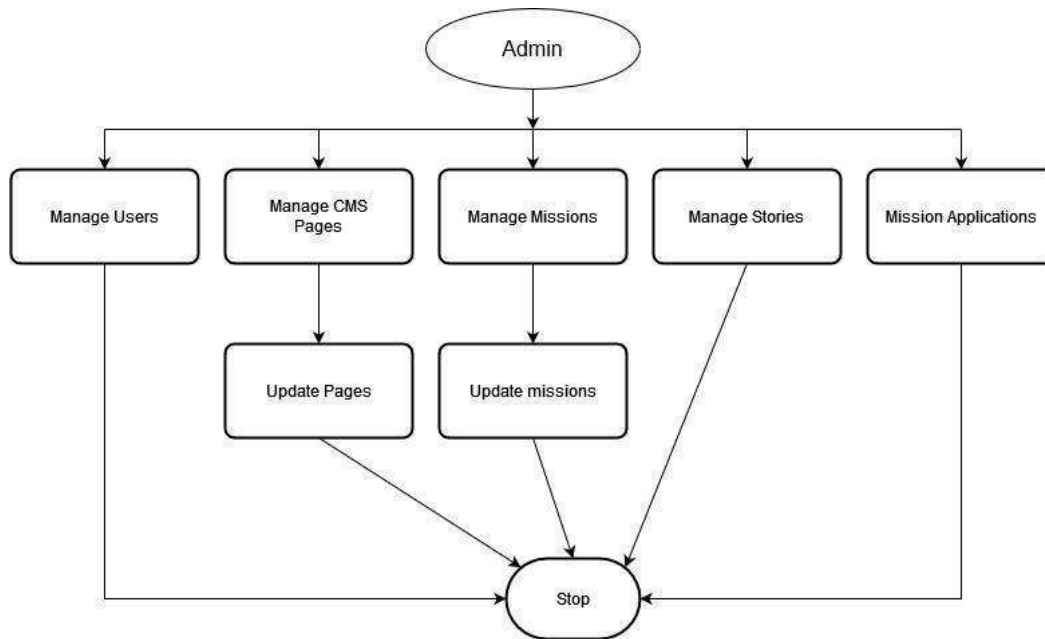 Admin
Manage Users
Manage CMS
Pages
Manage Missions
Manage Stories
Mission Applications
Update Pages
Update missions
Stop